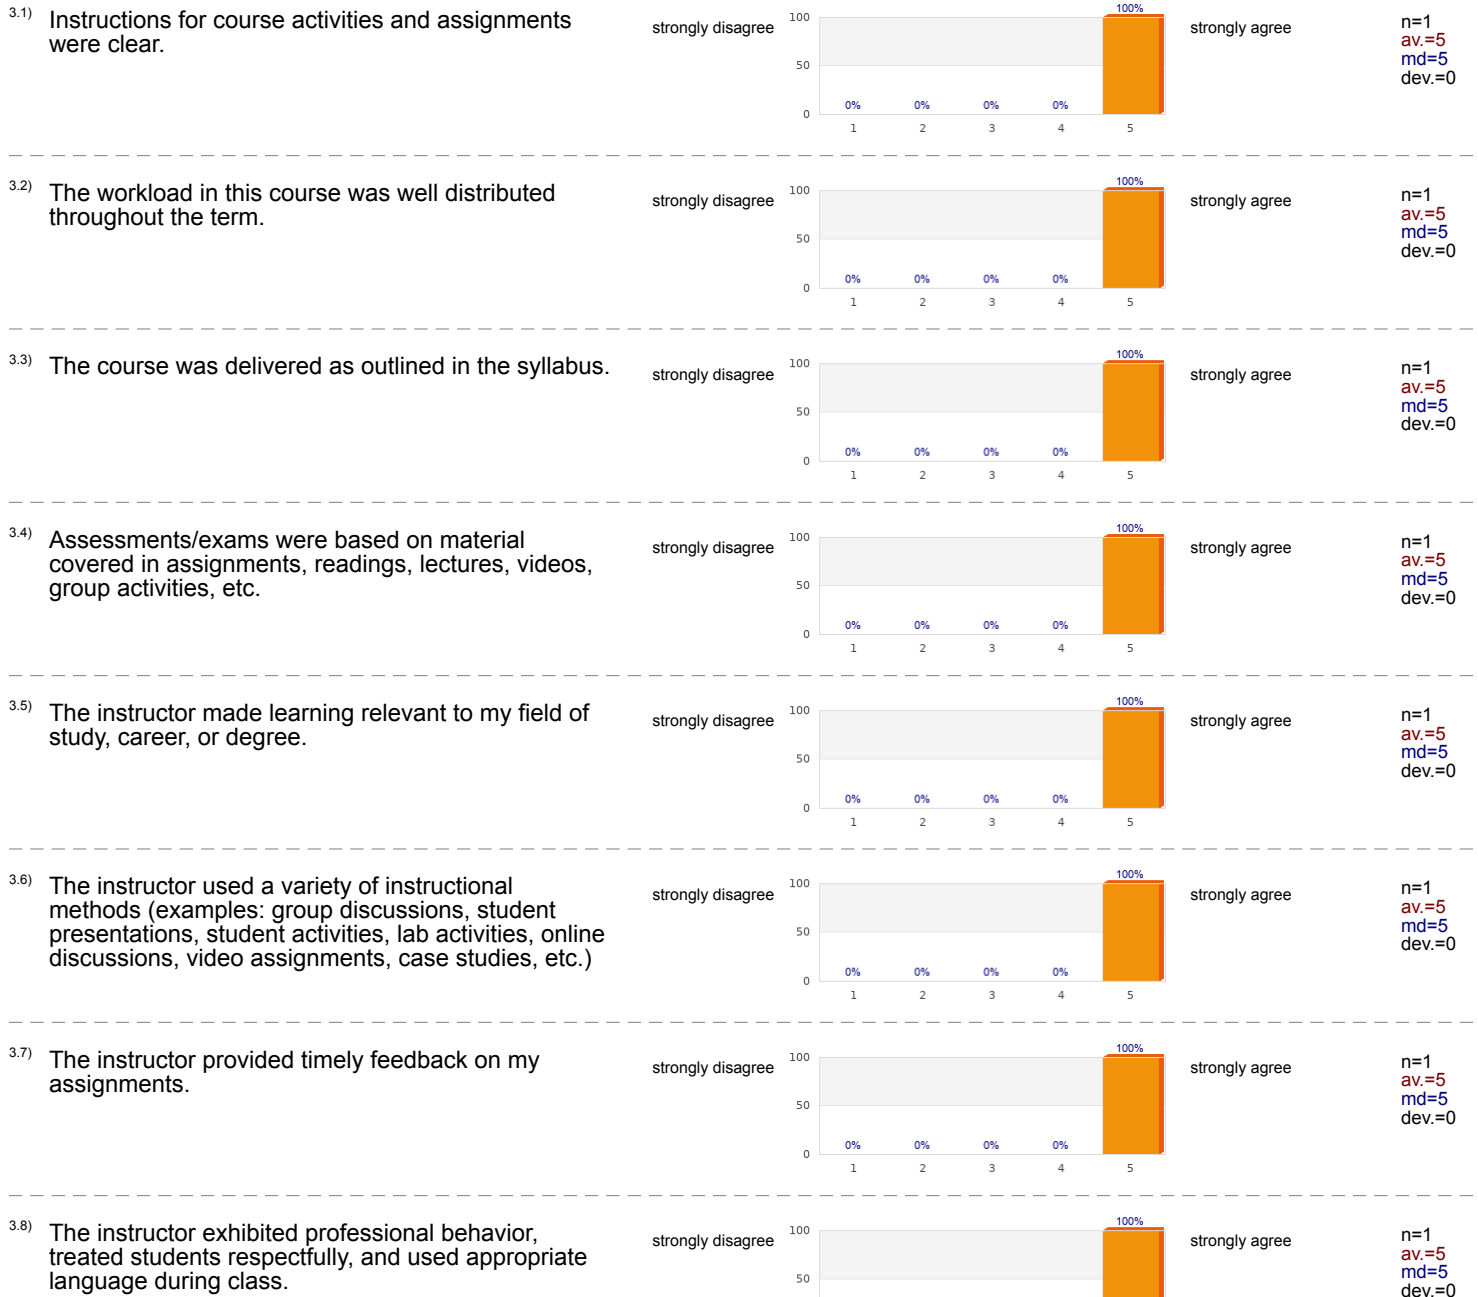 3.1) Instructions for course activities and assignments
were clear.
strongly disagree
100
50
0
100%
0% 0% 0% 0%
1 2 3 4 5
strongly agree
n=1
av.=5
md=5
dev.=0
3.2) The workload in this course was well distributed
throughout the term.
strongly disagree
100
50
0
100%
0% 0% 0% 0%
1 2 3 4 5
strongly agree
n=1
av.=5
md=5
dev.=0
3.3) The course was delivered as outlined in the syllabus.
strongly disagree
100
50
0
100%
0% 0% 0% 0%
1 2 3 4 5
strongly agree
n=1
av.=5
md=5
dev.=0
3.4) Assessments/exams were based on material
covered in assignments, readings, lectures, videos,
group activities, etc.
strongly disagree
100
50
0
100%
0% 0% 0% 0%
1 2 3 4 5
strongly agree
n=1
av.=5
md=5
dev.=0
3.5) The instructor made learning relevant to my field of
study, career, or degree.
strongly disagree
100
50
0
100%
0% 0% 0% 0%
1 2 3 4 5
strongly agree
n=1
av.=5
md=5
dev.=0
3.6) The instructor used a variety of instructional
methods (examples: group discussions, student
presentations, student activities, lab activities, online
discussions, video assignments, case studies, etc.)
strongly disagree
100
50
0
100%
0% 0% 0% 0%
1 2 3 4 5
strongly agree
n=1
av.=5
md=5
dev.=0
3.7) The instructor provided timely feedback on my
assignments.
strongly disagree
100
50
0
100%
0% 0% 0% 0%
1 2 3 4 5
strongly agree
n=1
av.=5
md=5
dev.=0
3.8) The instructor exhibited professional behavior,
treated students respectfully, and used appropriate
language during class.
strongly disagree
100
50
100%
strongly agree
n=1
av.=5
md=5
dev.=0